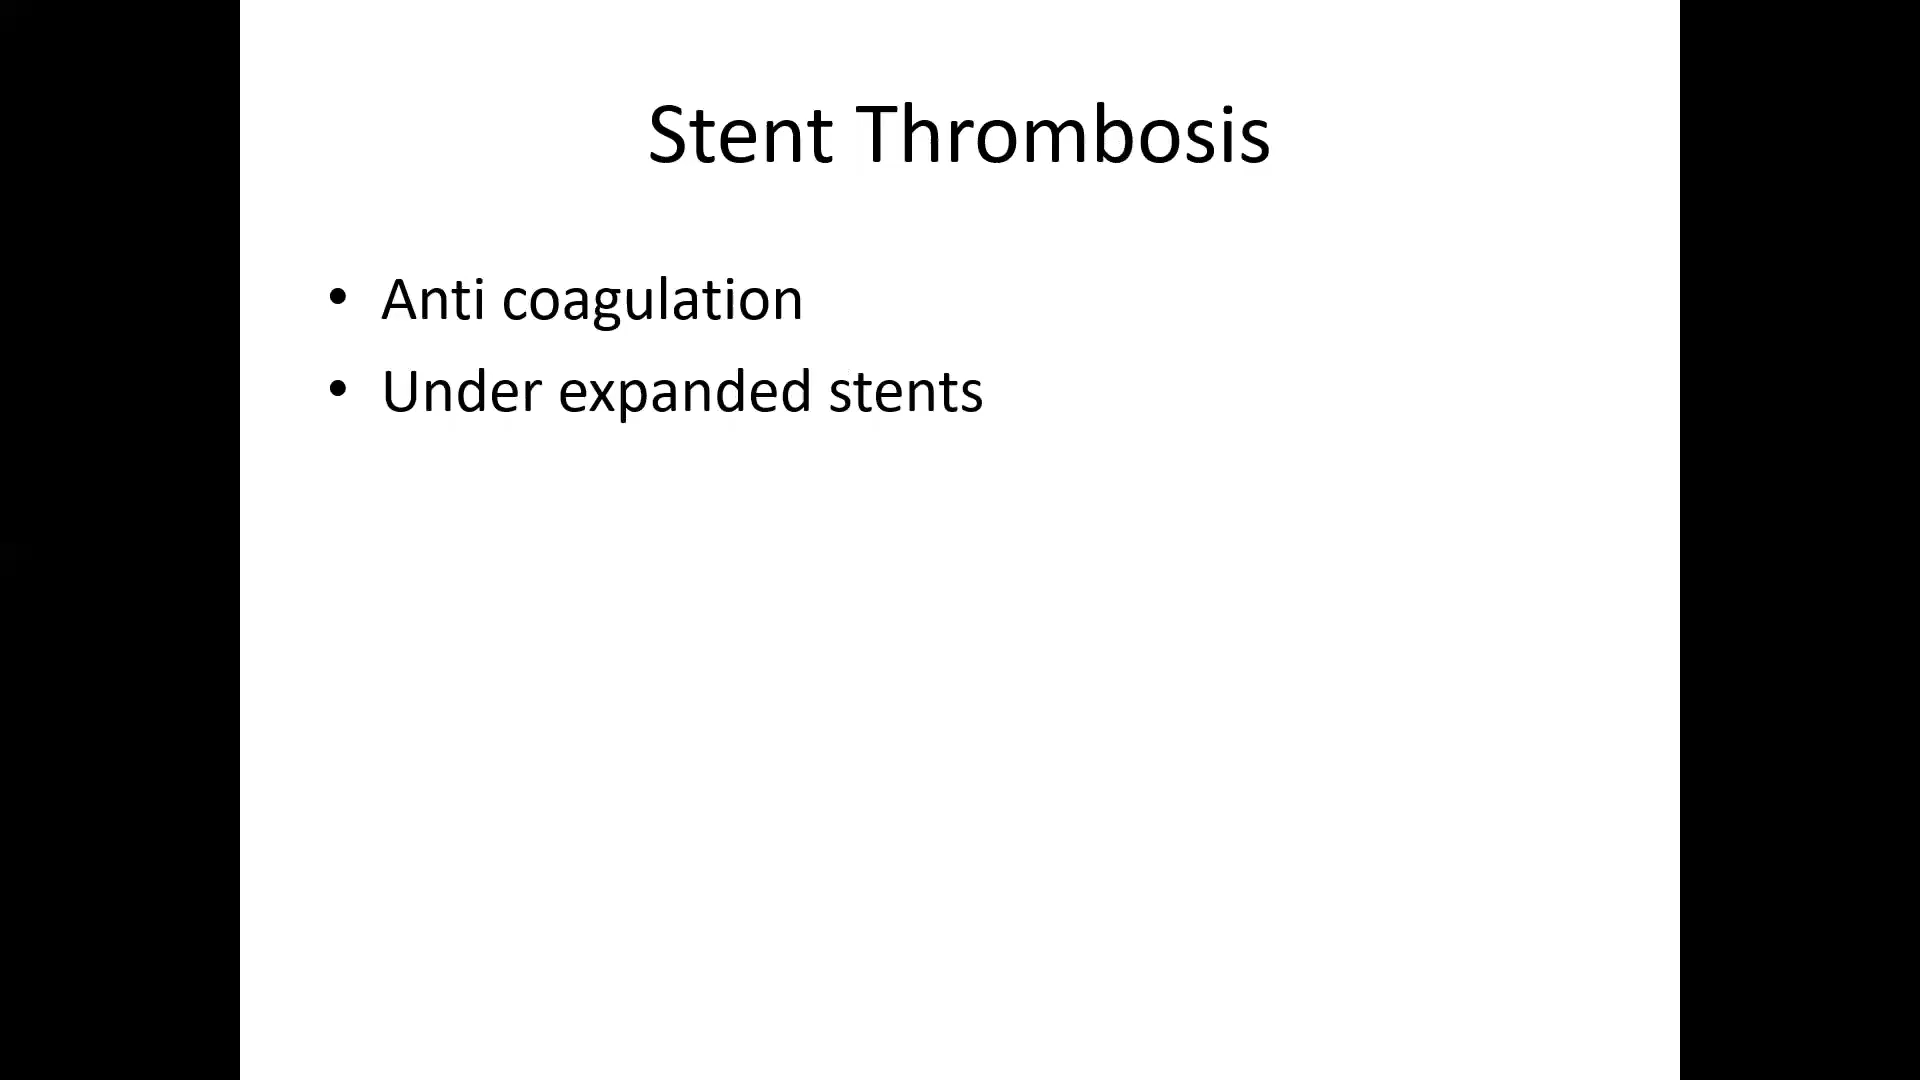 Stent Thrombosis
• Anti coagulation
• Under expanded stents